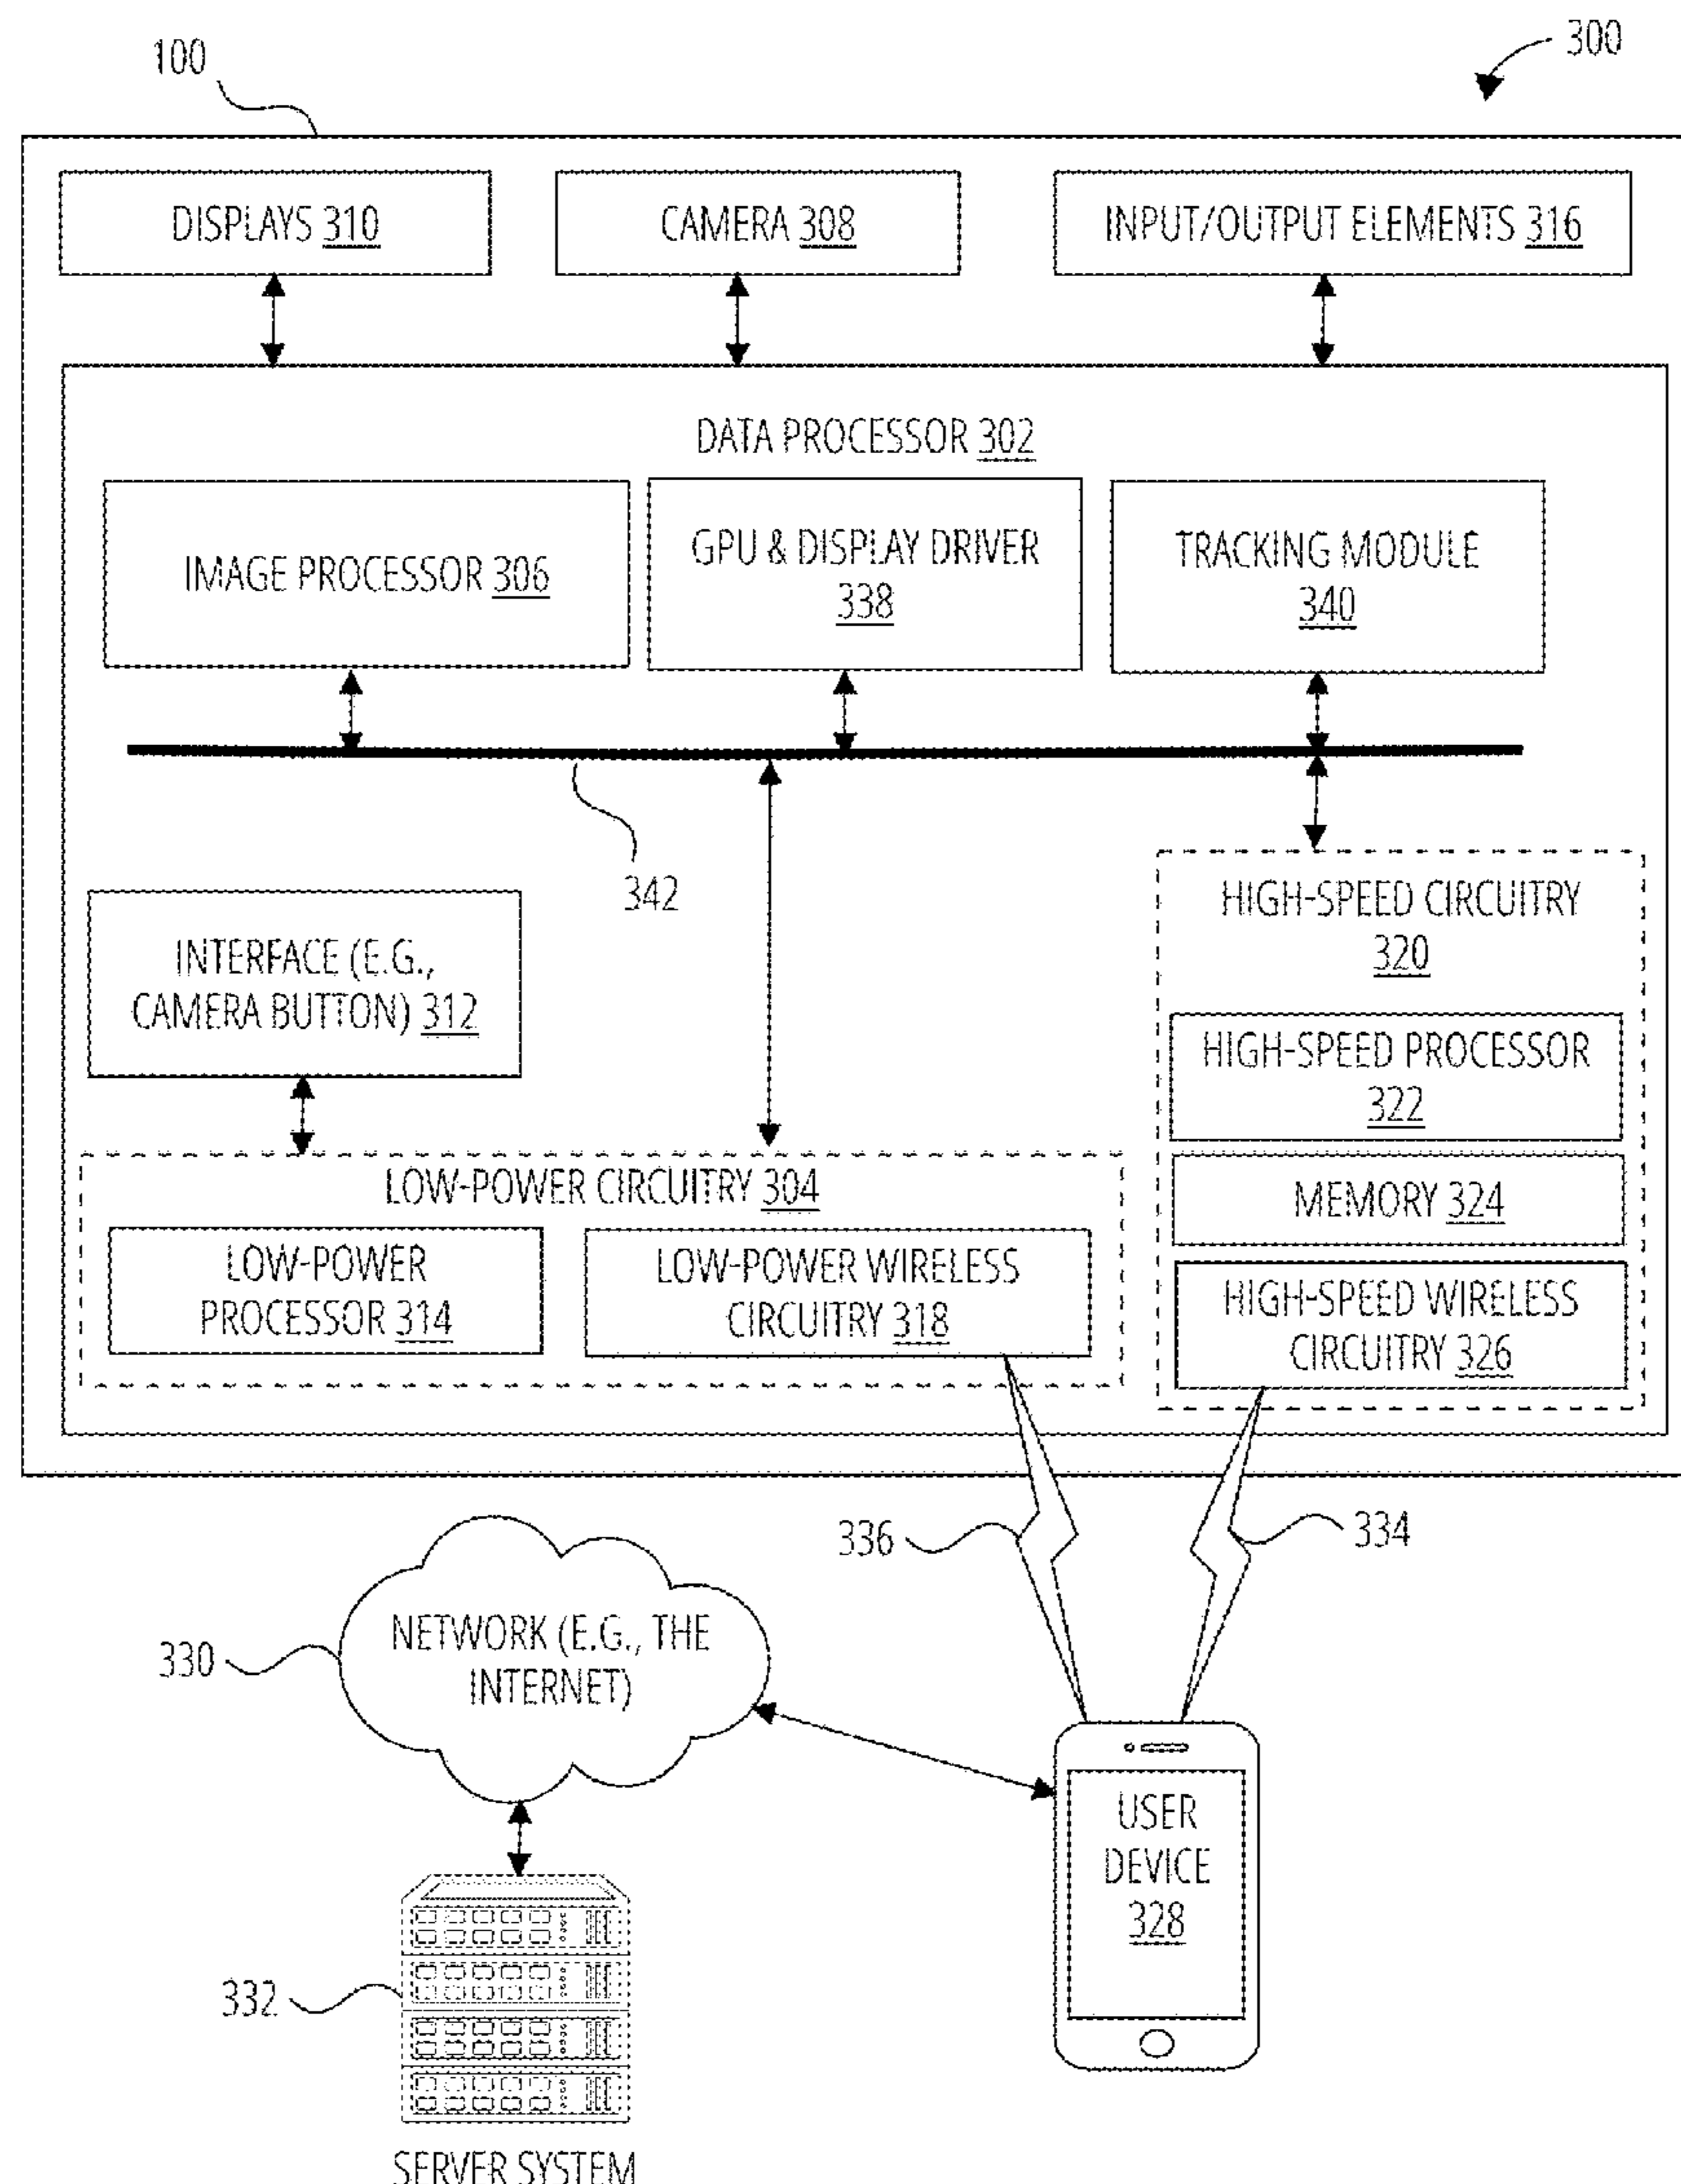 100
300
DISPLAYS 310
CAMERA 308
INPUT/OUTPUT ELEMENTS 316
DATA PROCESSOR 302
IMAGE PROCESSOR 306
GPU & DISPLAY DRIVER
338
TRACKING MODULE
340
342
INTERFACE (E.G.,
CAMERA BUTTON) 312
HIGH-SPEED CIRCUITRY
320
HIGH-SPEED PROCESSOR
322
MEMORY 324
HIGH-SPEED WIRELESS
CIRCUITRY 326
LOW-POWER CIRCUITRY 304
LOW-POWER
PROCESSOR 314
LOW-POWER WIRELESS
CIRCUITRY 318
336
334
330
NETWORK (E.G., THE
INTERNET)
USER
DEVICE
328
332
SERVER SYSTEM